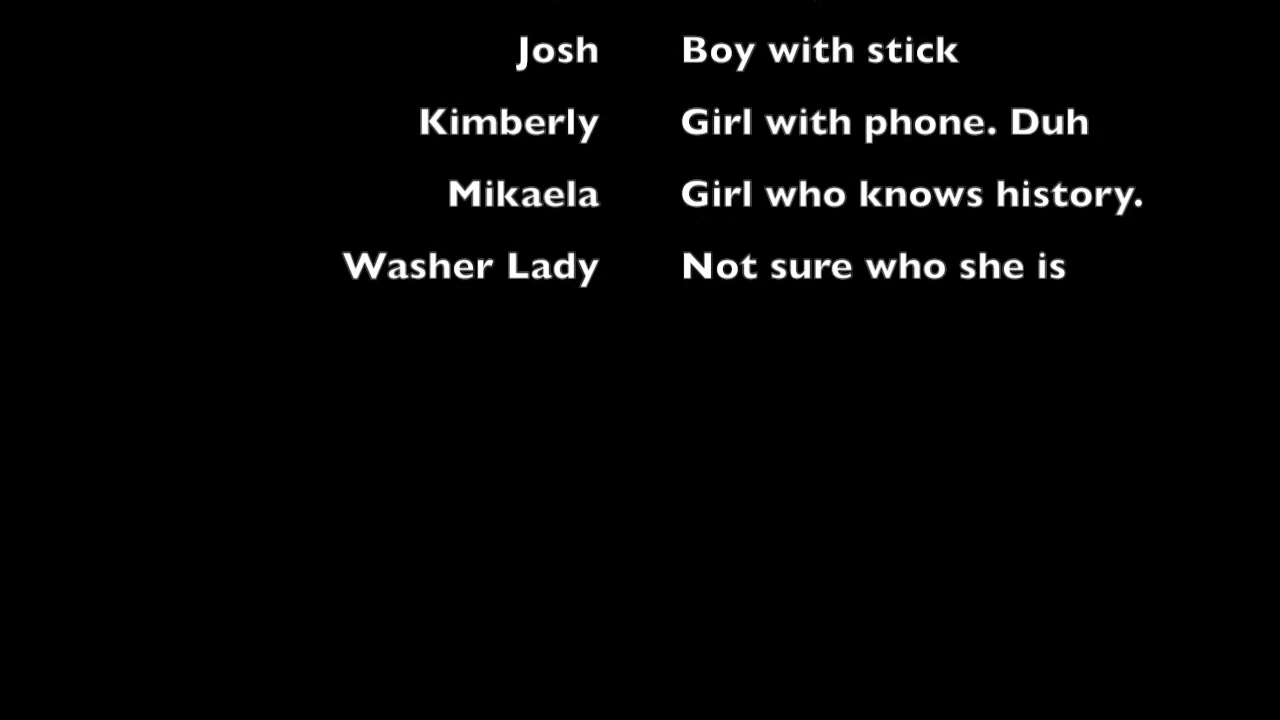 Josh Boy with stick
Kimberly Girl with phone. Duh
Mikaela Girl who knows history.
Washer Lady Not sure who she is